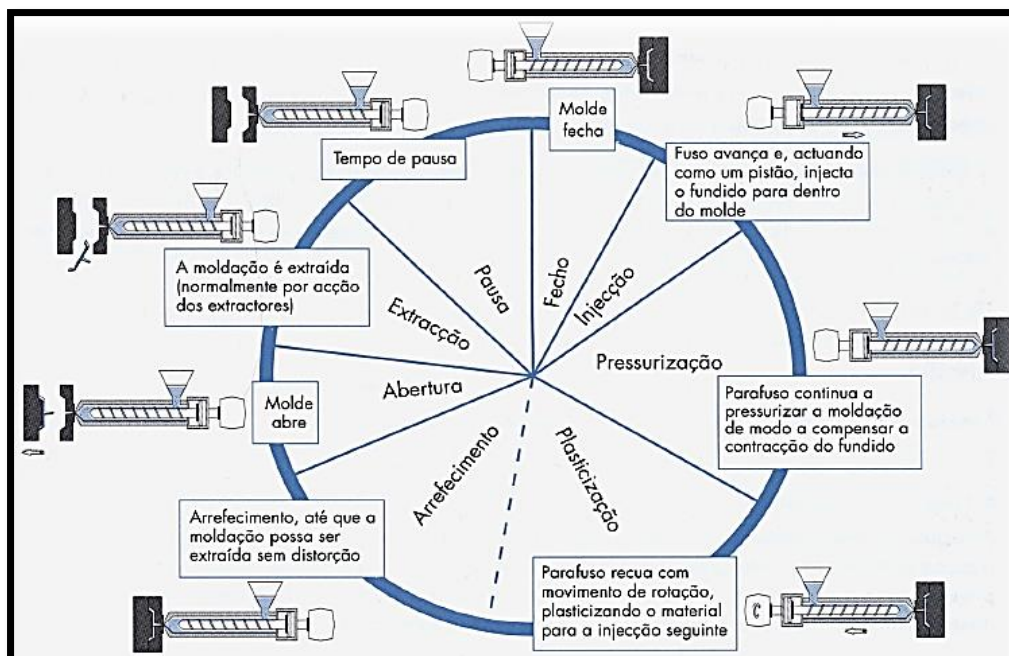 Molde
fecha
Fuso avança e, actuando
como um pistão, injecta
o fundido para dentro
do molde
Parafuso continua a
pressurizar a moldação
de modo a compensar a
contracção do fundido
Parafuso recua com
movimento de rotação,
plasticizando o material
para a injecção seguinte
Arrefecimento, até que a
moldação possa ser
extraída sem distorção
Molde
abre
A moldação é extraída
(normalmente por acção
dos extractores)
Tempo de pausa
Fecho
Injecção
Pressurização
Plasticização
Arrefecimento
Abertura
Extracção
Pausa